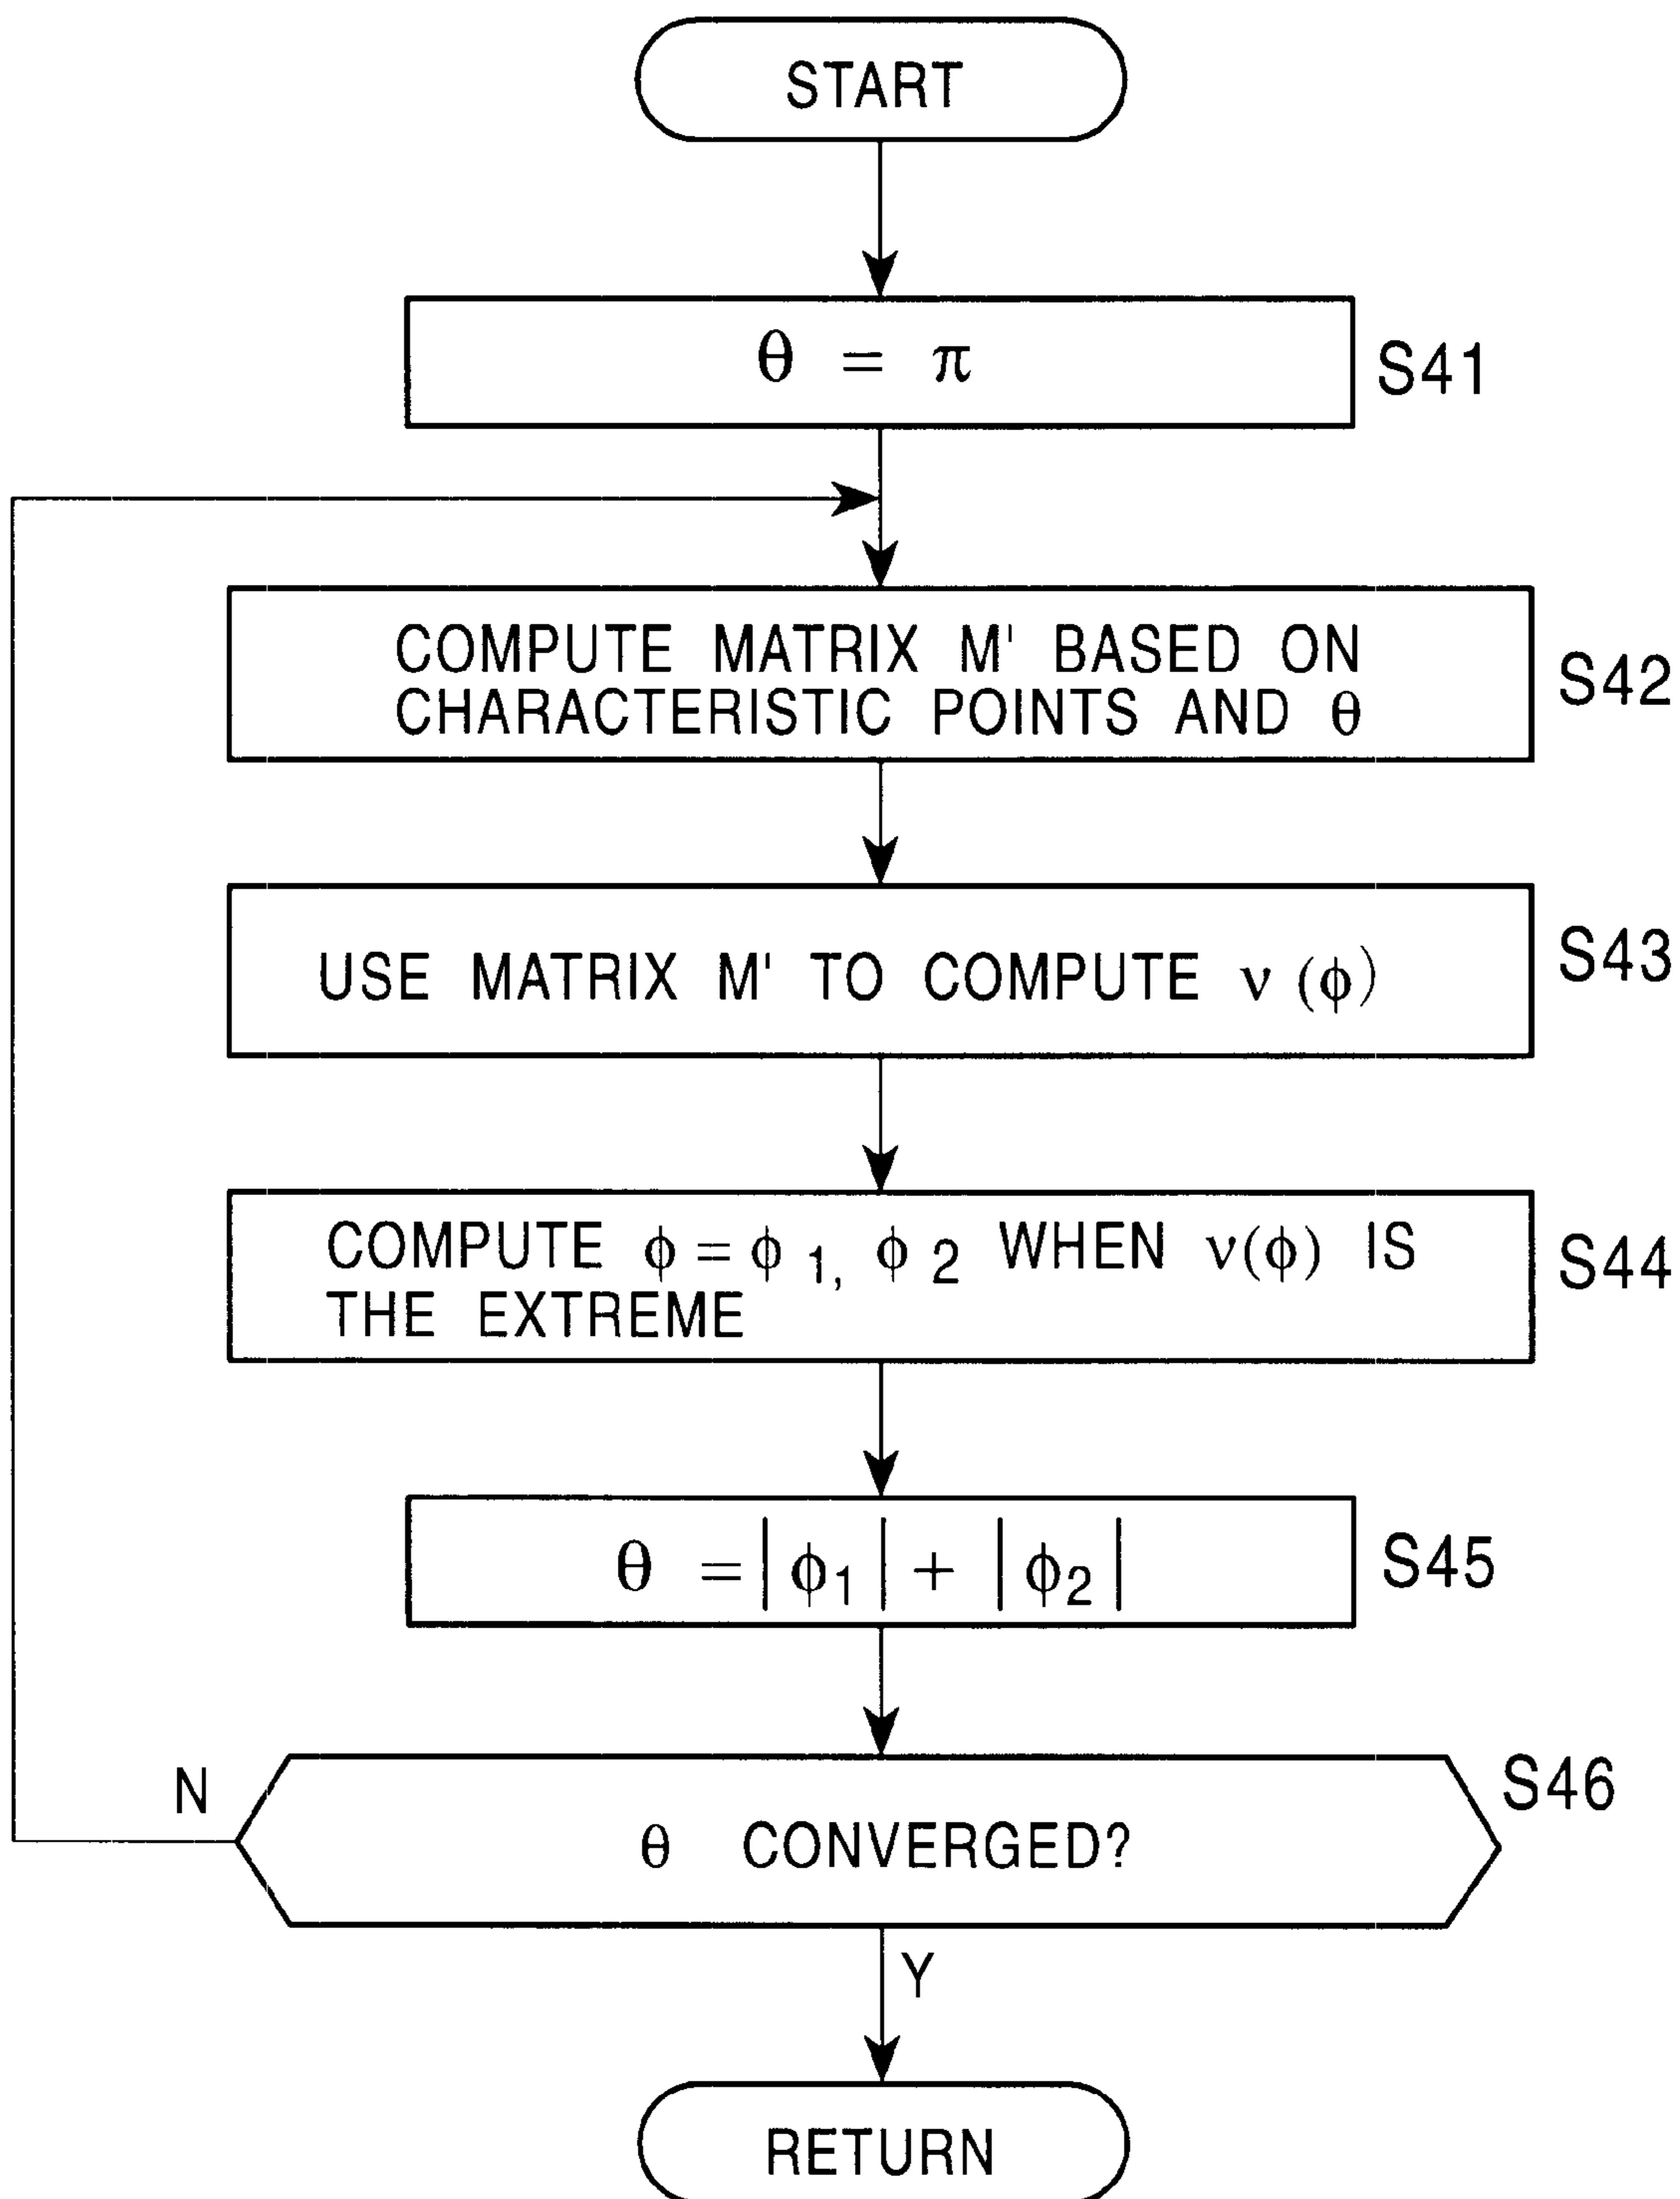 START
θ = π
S41
COMPUTE MATRIX M' BASED ON
CHARACTERISTIC POINTS AND θ
S42
USE MATRIX M' TO COMPUTE ν (ϕ)
S43
COMPUTE ϕ = ϕ 1, ϕ 2 WHEN ν(ϕ) IS
THE EXTREME
S44
θ = |ϕ1| + |ϕ2|
S45
N
θ CONVERGED?
S46
Y
RETURN